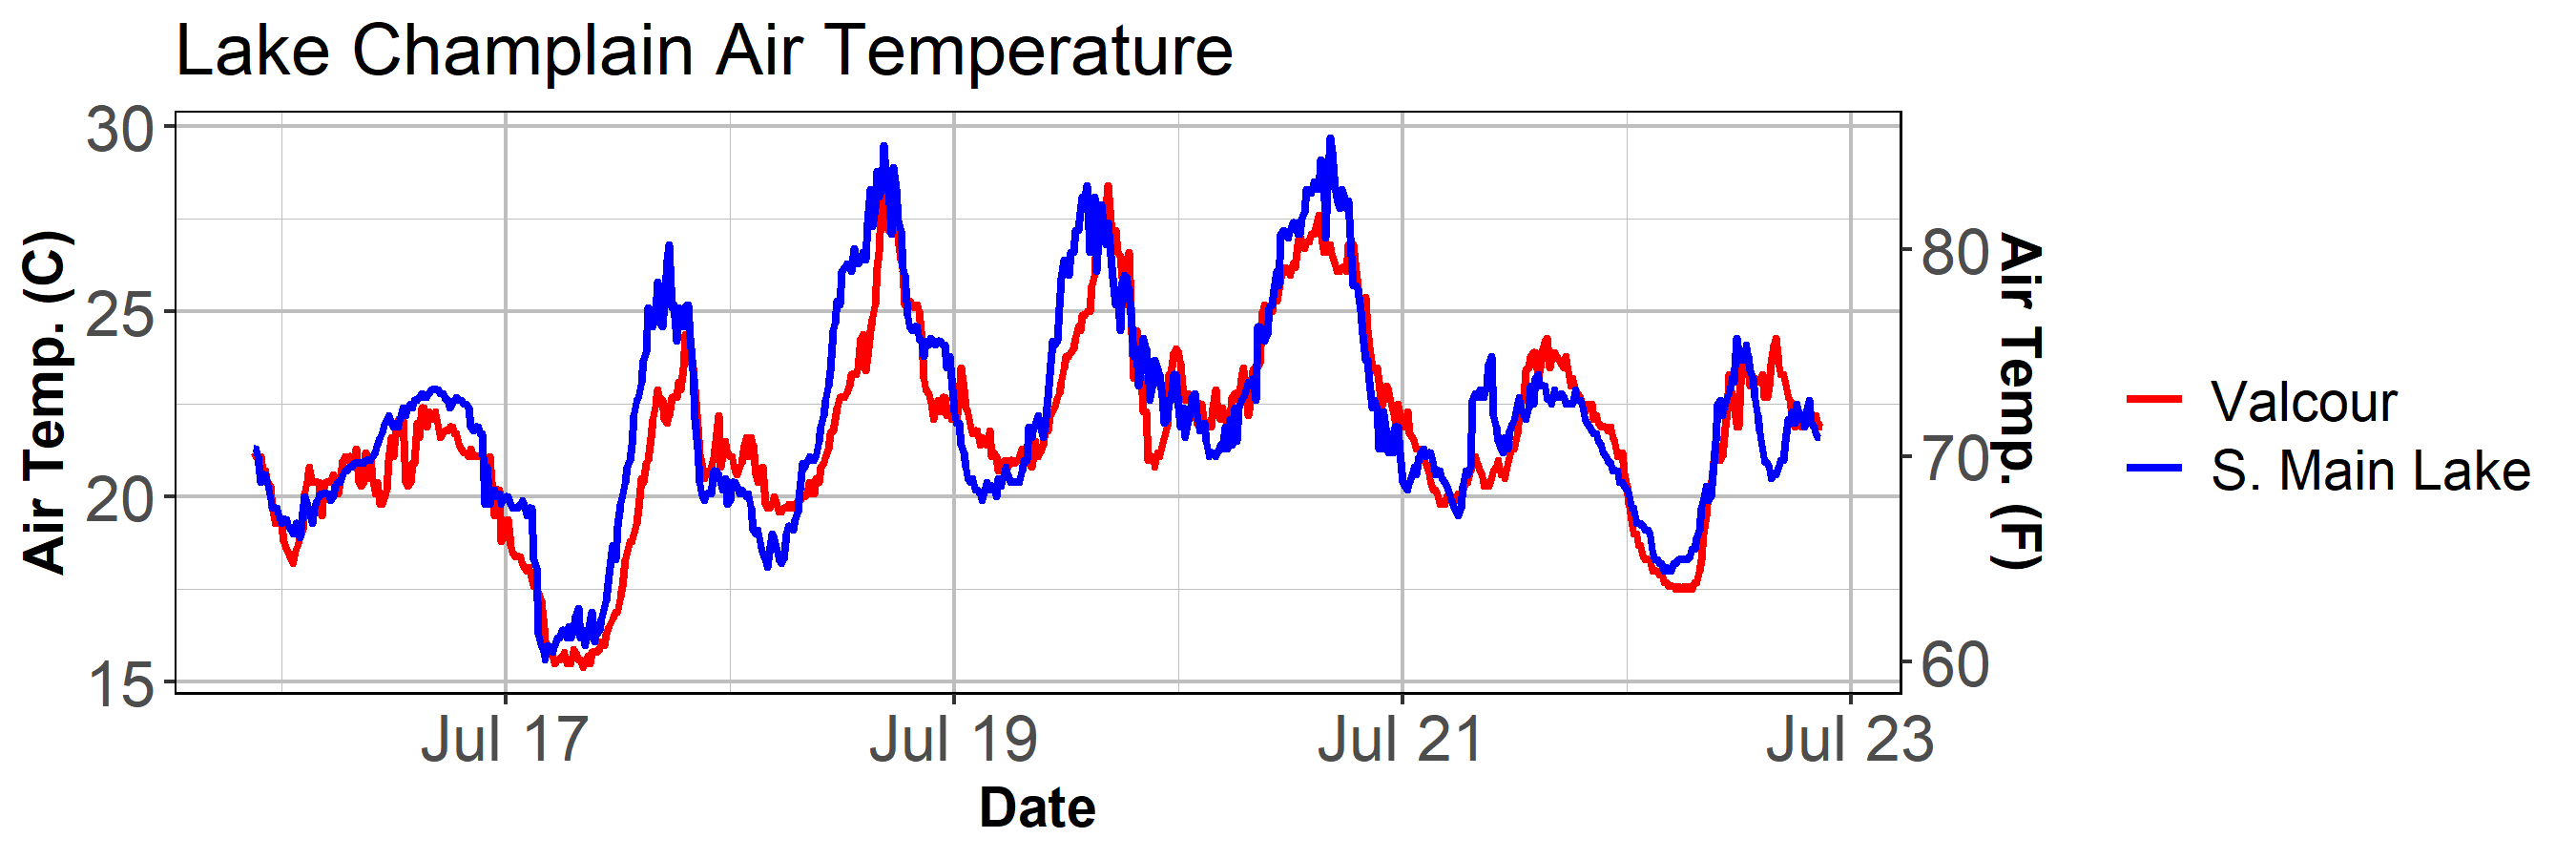 Lake Champlain Air Temperature
Air Temp. (C)
30
25
20
15
Jul 17
Jul 19
Jul 21
Jul 23
Date
80
70
60
Air Temp. (F)
Valcour
S. Main Lake